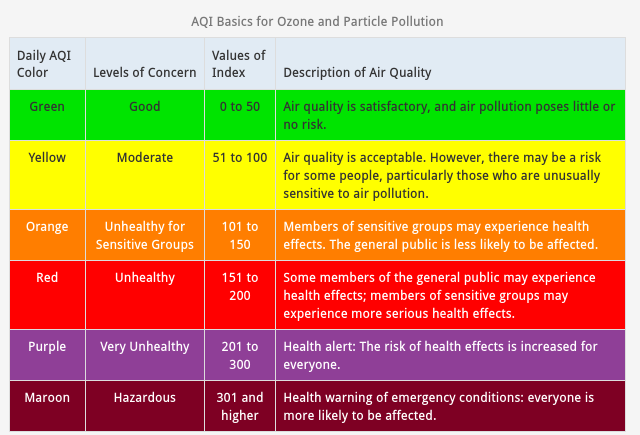 AQI Basics for Ozone and Particle Pollution
Daily AQI Color Levels of Concern Values of Index Description of Air Quality
Green Good 0 to 50 Air quality is satisfactory, and air pollution poses little or
no risk.
Yellow Moderate 51 to 100 Air quality is acceptable. However, there may be a risk
for some people, particularly those who are unusually
sensitive to air pollution.
Orange Unhealthy for Sensitive Groups 101 to 150 Members of sensitive groups may experience health
effects. The general public is less likely to be affected.
Red Unhealthy 151 to 200 Some members of the general public may experience
health effects; members of sensitive groups may
experience more serious health effects.
Purple Very Unhealthy 201 to 300 Health alert: The risk of health effects is increased for
everyone.
Maroon Hazardous 301 and higher Health warning of emergency conditions: everyone is
more likely to be affected.